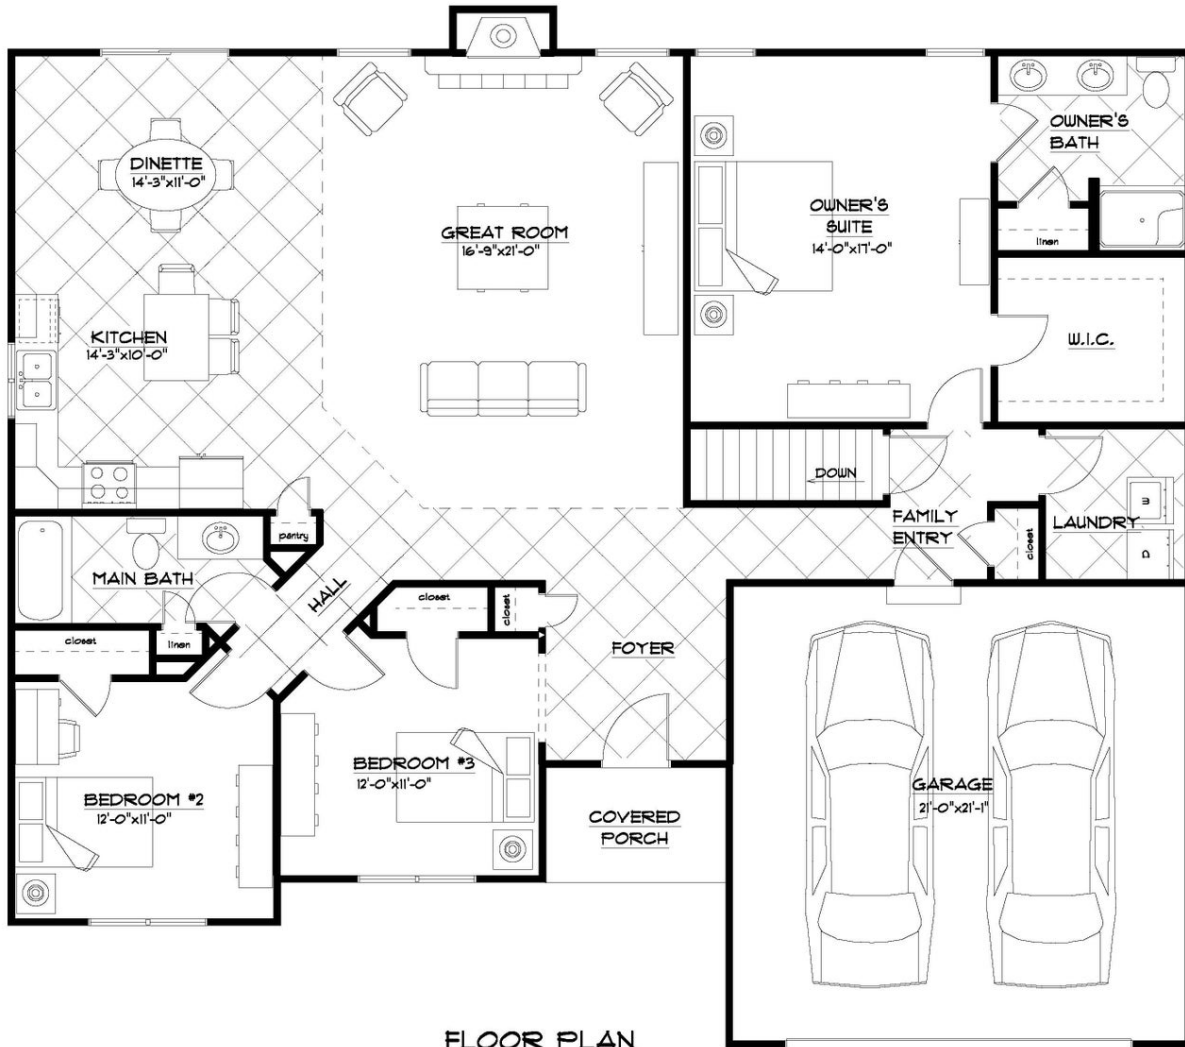 DINETTE
14'-3"x11'-0"
GREAT ROOM
16'-9"x21'-0"
OWNER'S
SUITE
14'-0"x17'-0"
OWNER'S
BATH
linen
KITCHEN
14'-3"x10'-0"
W.I.C.
DOWN
FAMILY
ENTRY
closet
LAUNDRY
W
D
pantry
MAIN BATH
HALL
closet
linen
closet
closet
FOYER
BEDROOM #2
12'-0"x11'-0"
BEDROOM #3
12'-0"x11'-0"
COVERED
PORCH
GARAGE
21'-0"x21'-1"
FLOOR PLAN